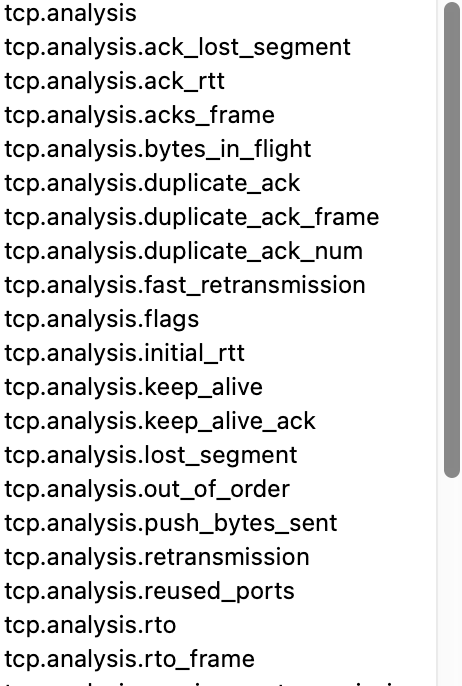 tcp.analysis
tcp.analysis.ack_lost_segment
tcp.analysis.ack_rtt
tcp.analysis.acks_frame
tcp.analysis.bytes_in_flight
tcp.analysis.duplicate_ack
tcp.analysis.duplicate_ack_frame
tcp.analysis.duplicate_ack_num
tcp.analysis.fast_retransmission
tcp.analysis.flags
tcp.analysis.initial_rtt
tcp.analysis.keep_alive
tcp.analysis.keep_alive_ack
tcp.analysis.lost_segment
tcp.analysis.out_of_order
tcp.analysis.push_bytes_sent
tcp.analysis.retransmission
tcp.analysis.reused_ports
tcp.analysis.rto
tcp.analysis.rto_frame